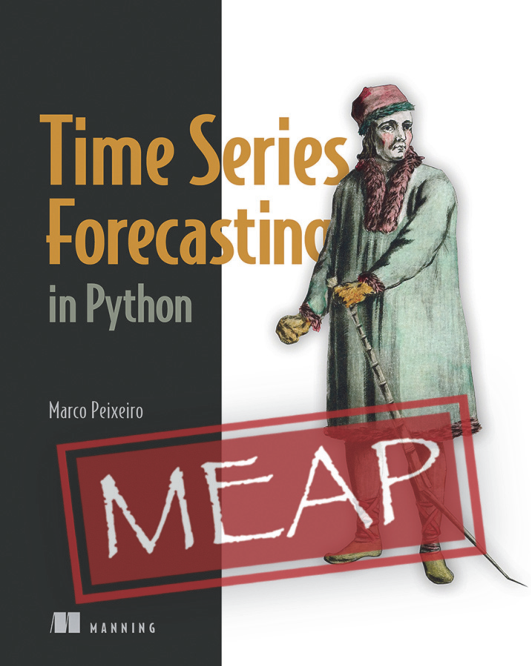 Time Series
Forecasting
in Python
Marco Peixeiro
MEAP
MANNING